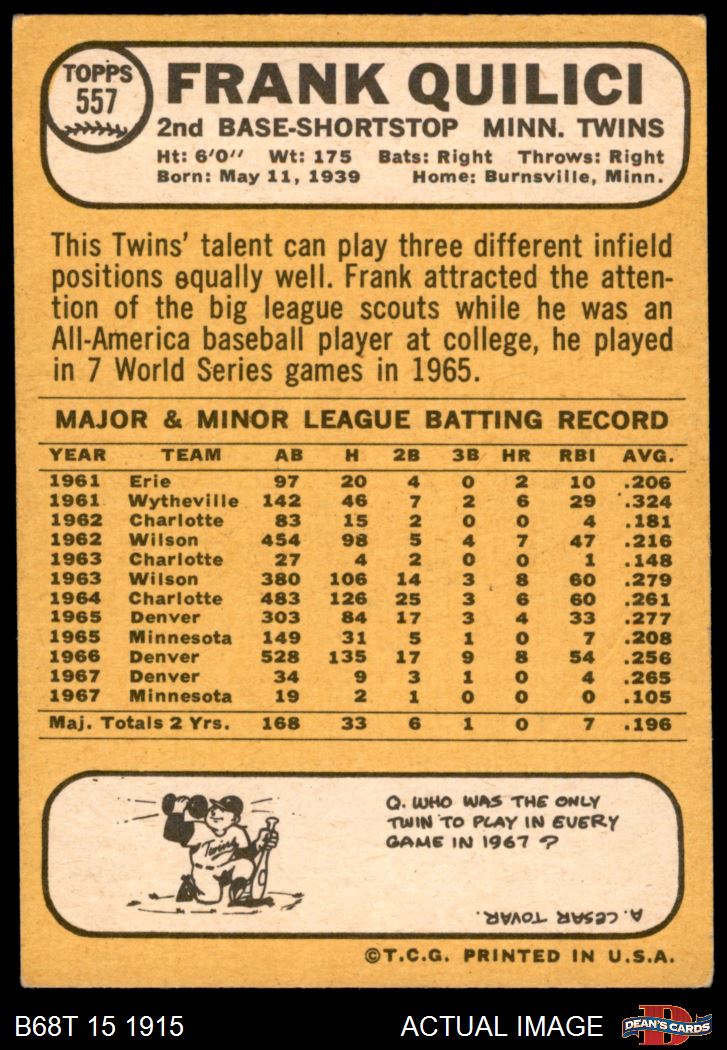 TOPPS
557
FRANK QUILICI
2nd BASE-SHORTSTOP MINN. TWINS
Ht: 6'0" Wt: 175 Bats: Right Throws: Right
Born: May 11, 1939 Home: Burnsville, Minn.
This Twins' talent can play three different infield
positions equally well. Frank attracted the atten-
tion of the big league scouts while he was an
All-America baseball player at college, he played
in 7 World Series games in 1965.
MAJOR & MINOR LEAGUE BATTING RECORD
YEAR TEAM AB H 2B 3B HR RBI AVG.
1961 Erie 97 20 4 0 2 10 .206
1961 Wytheville 142 46 7 2 6 29 .324
1962 Charlotte 83 15 2 0 0 4 .181
1962 Wilson 454 98 5 4 7 47 .216
1963 Charlotte 27 4 2 0 0 1 .148
1963 Wilson 380 106 14 3 8 60 .279
1964 Charlotte 483 126 25 3 6 60 .261
1965 Denver 303 84 17 3 4 33 .277
1965 Minnesota 149 31 5 1 0 7 .208
1966 Denver 528 135 17 9 8 54 .256
1967 Denver 34 9 3 1 0 4 .265
1967 Minnesota 19 2 1 0 0 0 .105
Maj. Totals 2 Yrs. 168 33 6 1 0 7 .196
Twins
Q. WHO WAS THE ONLY
TWIN TO PLAY IN EVERY
GAME IN 1967 ?
A. CESAR TOVAR.
©T.C.G. PRINTED IN U.S.A.
B68T 15 1915 ACTUAL IMAGE
D
DEAN'S CARDS